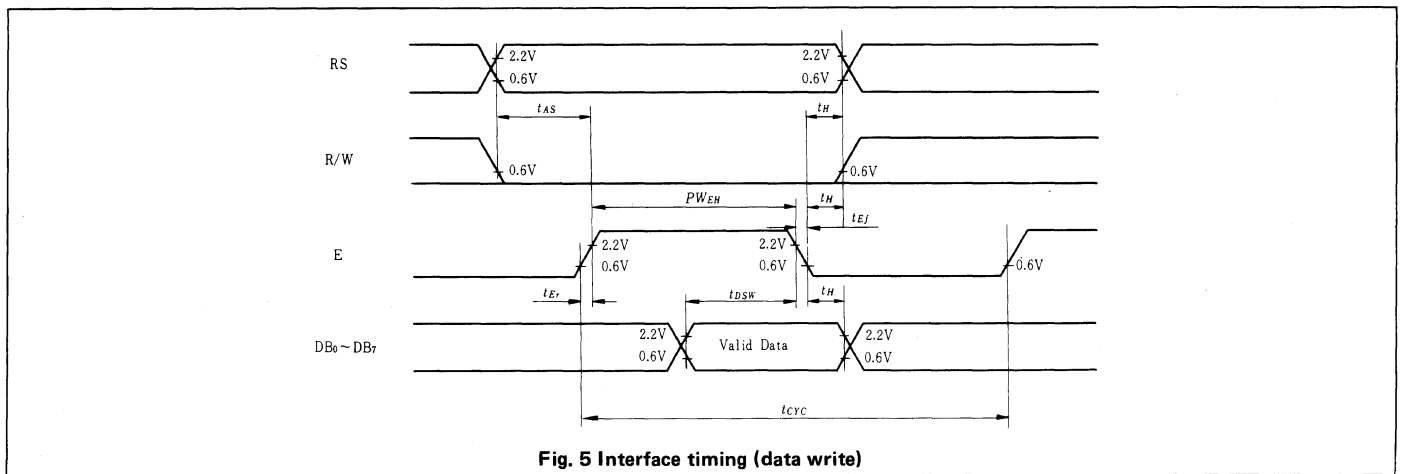 RS
2.2V
2.2V
0.6V
0.6V
tAS
tH
R/W
0.6V
0.6V
PWEH
tH
tEf
E
2.2V
2.2V
0.6V
0.6V
0.6V
tEr
tDSW
tH
DB0~DB7
2.2V
Valid Data
2.2V
0.6V
0.6V
tCYC
Fig. 5 Interface timing (data write)